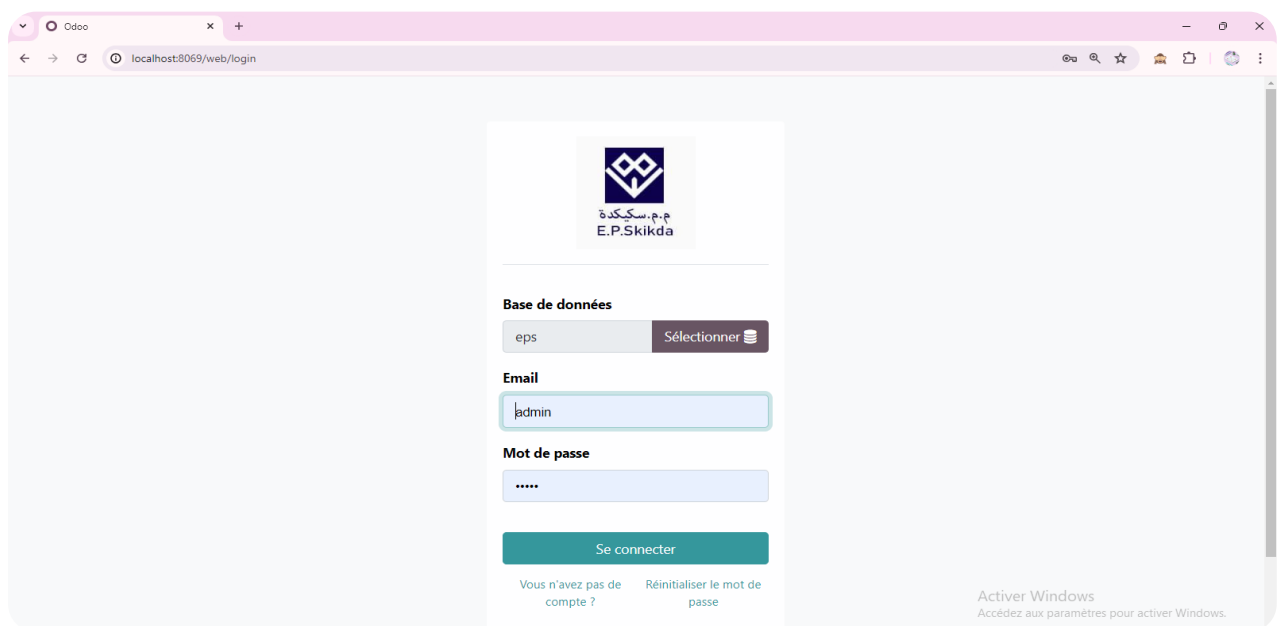 Odoo
localhost:8069/web/login
م.م.سكيكدة
E.P.Skikda
Base de données
eps
Sélectionner
Email
admin
Mot de passe
•••••
Se connecter
Vous n'avez pas de compte ?
Réinitialiser le mot de passe
Activer Windows
Accédez aux paramètres pour activer Windows.